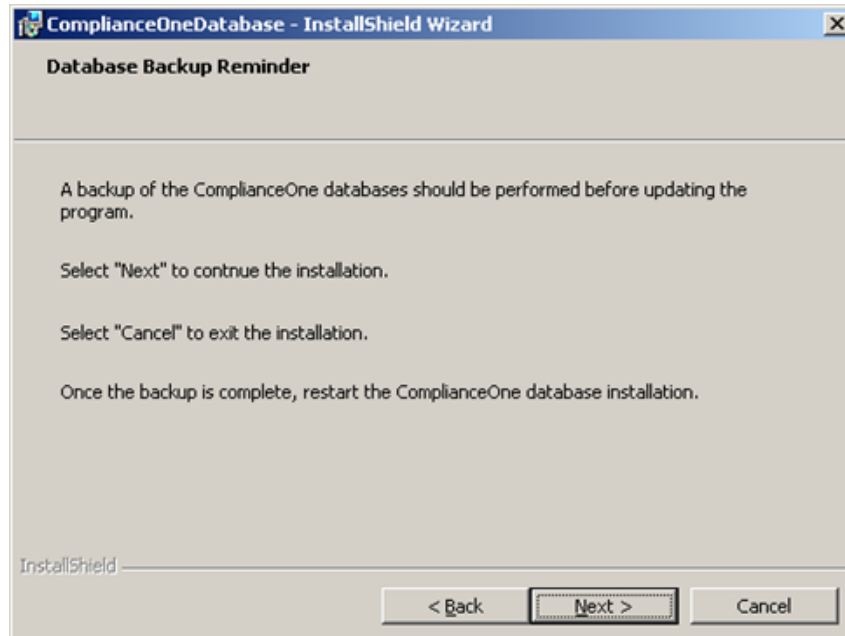 ComplianceOneDatabase - InstallShield Wizard
Database Backup Reminder
A backup of the ComplianceOne databases should be performed before updating the
program.
Select "Next" to contnue the installation.
Select "Cancel" to exit the installation.
Once the backup is complete, restart the ComplianceOne database installation.
InstallShield
< Back Next > Cancel